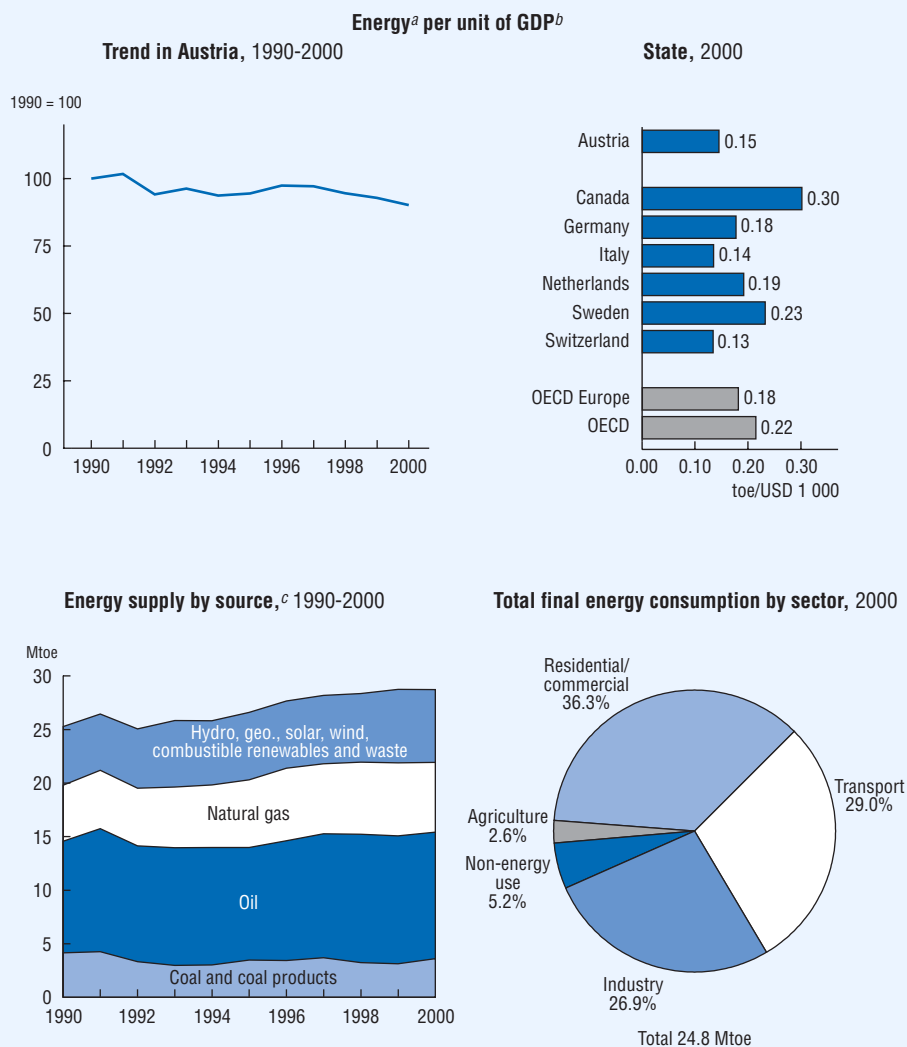 Energyᵃ per unit of GDPᵇ
Trend in Austria, 1990-2000
1990 = 100
100
75
50
25
0
1990 1992 1994 1996 1998 2000
State, 2000
Austria 0.15
Canada 0.30
Germany 0.18
Italy 0.14
Netherlands 0.19
Sweden 0.23
Switzerland 0.13
OECD Europe 0.18
OECD 0.22
0.00 0.10 0.20 0.30
toe/USD 1 000
Energy supply by source,ᶜ 1990-2000
Mtoe
30
25
20
15
10
5
0
Hydro, geo., solar, wind,
combustible renewables and waste
Natural gas
Oil
Coal and coal products
1990 1992 1994 1996 1998 2000
Total final energy consumption by sector, 2000
Residential/
commercial
36.3%
Transport
29.0%
Agriculture
2.6%
Non-energy
use
5.2%
Industry
26.9%
Total 24.8 Mtoe